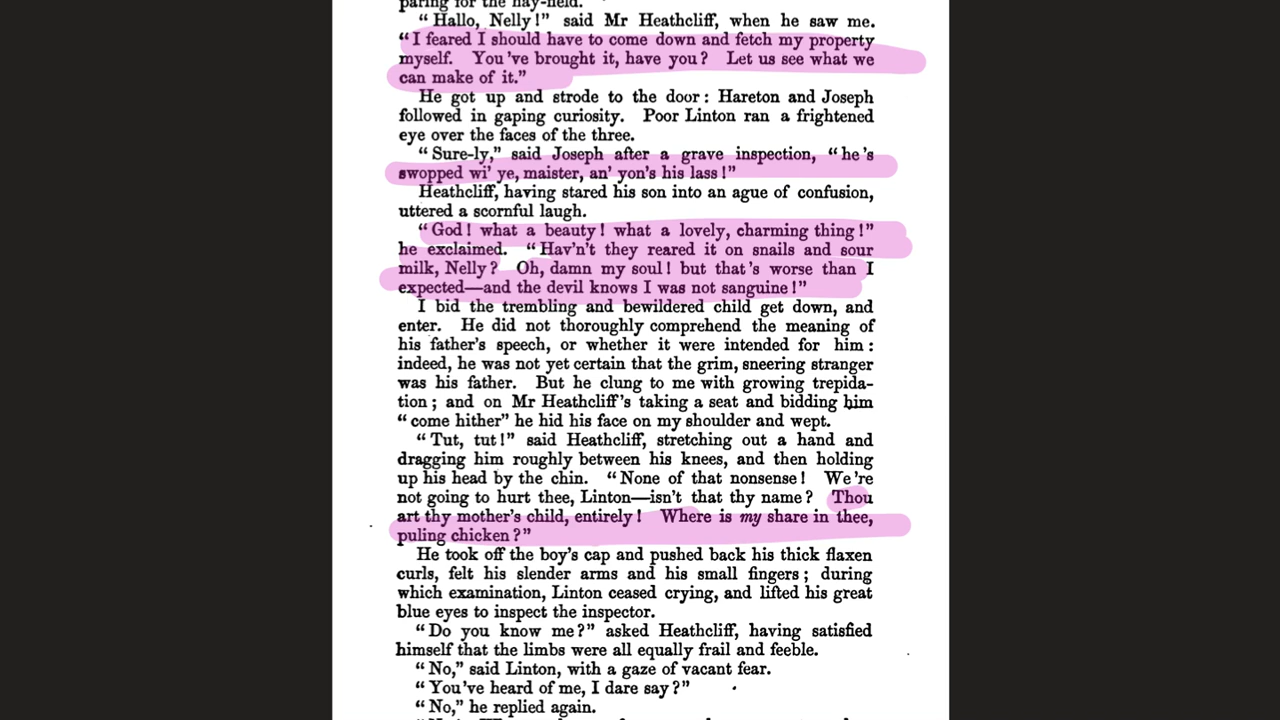 paring for the hay-field.
“Hallo, Nelly!” said Mr Heathcliff, when he saw me.
“I feared I should have to come down and fetch my property
myself. You’ve brought it, have you? Let us see what we
can make of it.”
He got up and strode to the door: Hareton and Joseph
followed in gaping curiosity. Poor Linton ran a frightened
eye over the faces of the three.
“Sure-ly,” said Joseph after a grave inspection, “he’s
swopped wi’ ye, maister, an’ yon’s his lass!”
Heathcliff, having stared his son into an ague of confusion,
uttered a scornful laugh.
“God! what a beauty! what a lovely, charming thing!”
he exclaimed. “Hav’n’t they reared it on snails and sour
milk, Nelly? Oh, damn my soul! but that’s worse than I
expected—and the devil knows I was not sanguine!”
I bid the trembling and bewildered child get down, and
enter. He did not thoroughly comprehend the meaning of
his father’s speech, or whether it were intended for him:
indeed, he was not yet certain that the grim, sneering stranger
was his father. But he clung to me with growing trepida-
tion; and on Mr Heathcliff’s taking a seat and bidding him
“come hither” he hid his face on my shoulder and wept.
“Tut, tut!” said Heathcliff, stretching out a hand and
dragging him roughly between his knees, and then holding
up his head by the chin. “None of that nonsense! We’re
not going to hurt thee, Linton—isn’t that thy name? Thou
art thy mother’s child, entirely! Where is my share in thee,
puling chicken?”
He took off the boy’s cap and pushed back his thick flaxen
curls, felt his slender arms and his small fingers; during
which examination, Linton ceased crying, and lifted his great
blue eyes to inspect the inspector.
“Do you know me?” asked Heathcliff, having satisfied
himself that the limbs were all equally frail and feeble.
“No,” said Linton, with a gaze of vacant fear.
“You’ve heard of me, I dare say?”
“No,” he replied again.